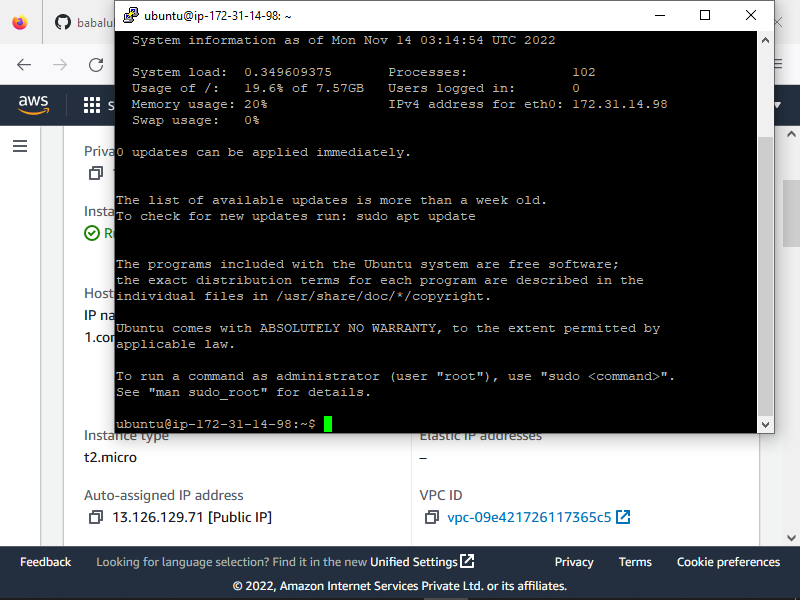 ubuntu@ip-172-31-14-98: ~
babalu
aws
System information as of Mon Nov 14 03:14:54 UTC 2022
System load: 0.349609375 Processes: 102
Usage of /: 19.6% of 7.57GB Users logged in: 0
Memory usage: 20% IPv4 address for eth0: 172.31.14.98
Swap usage: 0%
0 updates can be applied immediately.
The list of available updates is more than a week old.
To check for new updates run: sudo apt update
The programs included with the Ubuntu system are free software;
the exact distribution terms for each program are described in the
individual files in /usr/share/doc/*/copyright.
Ubuntu comes with ABSOLUTELY NO WARRANTY, to the extent permitted by
applicable law.
To run a command as administrator (user "root"), use "sudo <command>".
See "man sudo_root" for details.
ubuntu@ip-172-31-14-98:~$
Priva
Insta
R
Host
IP na
1.com
Instance type Elastic IP addresses
t2.micro –
Auto-assigned IP address VPC ID
13.126.129.71 [Public IP] vpc-09e421726117365c5
Feedback Looking for language selection? Find it in the new Unified Settings Privacy Terms Cookie preferences
© 2022, Amazon Internet Services Private Ltd. or its affiliates.